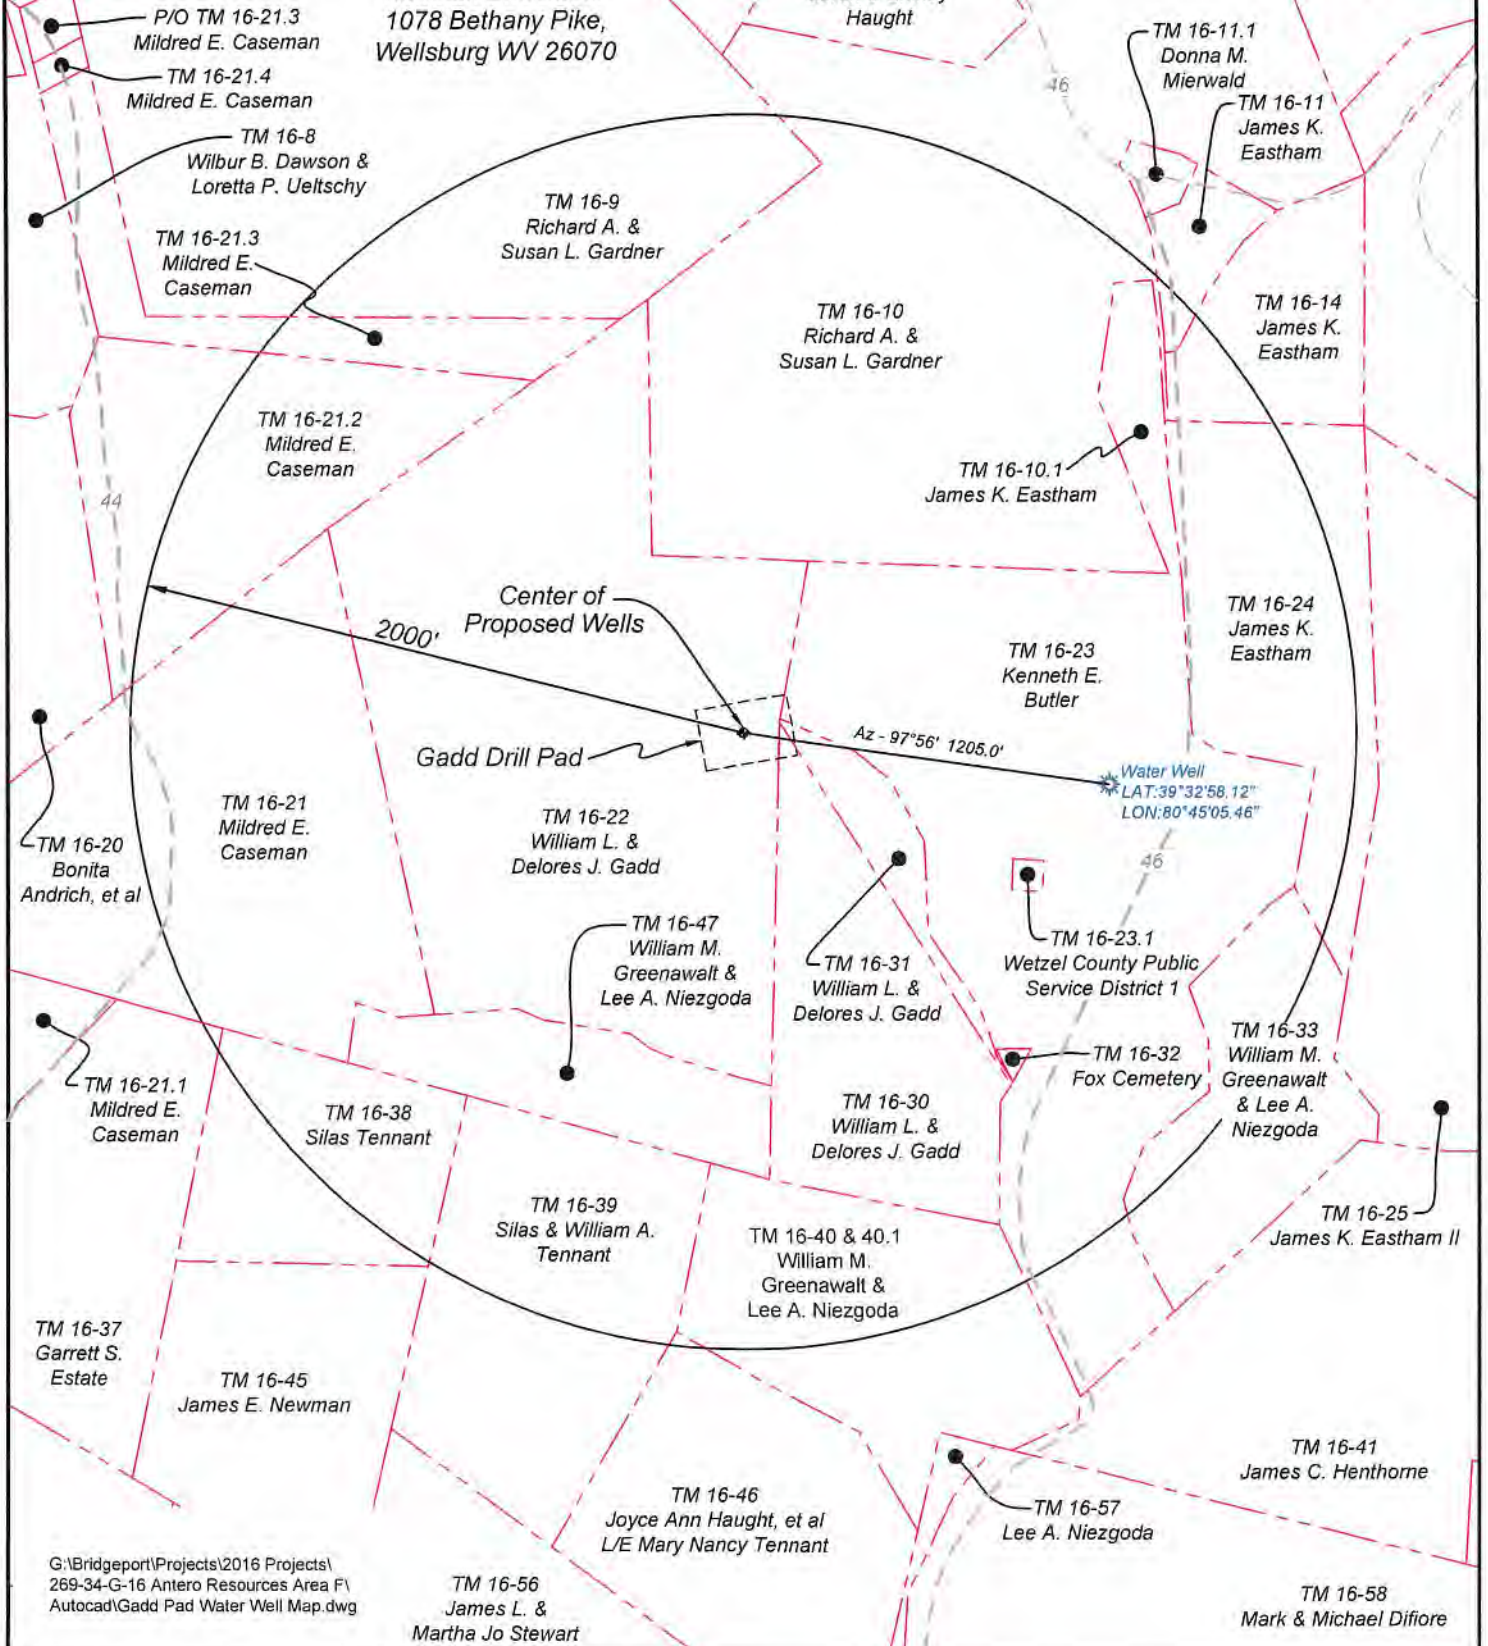 P/O TM 16-21.3
Mildred E. Caseman
TM 16-21.4
Mildred E. Caseman
1078 Bethany Pike,
Wellsburg WV 26070
Haught
46
TM 16-11.1
Donna M.
Mierwald
TM 16-11
James K.
Eastham
TM 16-8
Wilbur B. Dawson &
Loretta P. Ueltschy
TM 16-21.3
Mildred E.
Caseman
TM 16-9
Richard A. &
Susan L. Gardner
TM 16-10
Richard A. &
Susan L. Gardner
TM 16-14
James K.
Eastham
TM 16-21.2
Mildred E.
Caseman
TM 16-10.1
James K. Eastham
44
Center of
Proposed Wells
2000'
TM 16-23
Kenneth E.
Butler
TM 16-24
James K.
Eastham
Az - 97°56' 1205.0'
Gadd Drill Pad
Water Well
LAT:39°32'58.12"
LON:80°45'05.46"
TM 16-20
Bonita
Andrich, et al
TM 16-21
Mildred E.
Caseman
TM 16-22
William L. &
Delores J. Gadd
46
TM 16-47
William M.
Greenawalt &
Lee A. Niezgoda
TM 16-31
William L. &
Delores J. Gadd
TM 16-23.1
Wetzel County Public
Service District 1
TM 16-33
William M.
Greenawalt
& Lee A.
Niezgoda
TM 16-32
Fox Cemetery
TM 16-21.1
Mildred E.
Caseman
TM 16-38
Silas Tennant
TM 16-30
William L. &
Delores J. Gadd
TM 16-39
Silas & William A.
Tennant
TM 16-40 & 40.1
William M.
Greenawalt &
Lee A. Niezgoda
TM 16-25
James K. Eastham II
TM 16-37
Garrett S.
Estate
TM 16-45
James E. Newman
TM 16-41
James C. Henthorne
TM 16-46
Joyce Ann Haught, et al
L/E Mary Nancy Tennant
TM 16-57
Lee A. Niezgoda
G:\Bridgeport\Projects\2016 Projects\
269-34-G-16 Antero Resources Area F\
Autocad\Gadd Pad Water Well Map.dwg
TM 16-56
James L. &
Martha Jo Stewart
TM 16-58
Mark & Michael Difiore